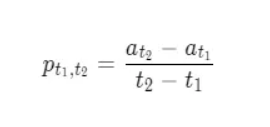 p_{t_1,t_2} = \frac{a_{t_2} - a_{t_1}}{t_2 - t_1}